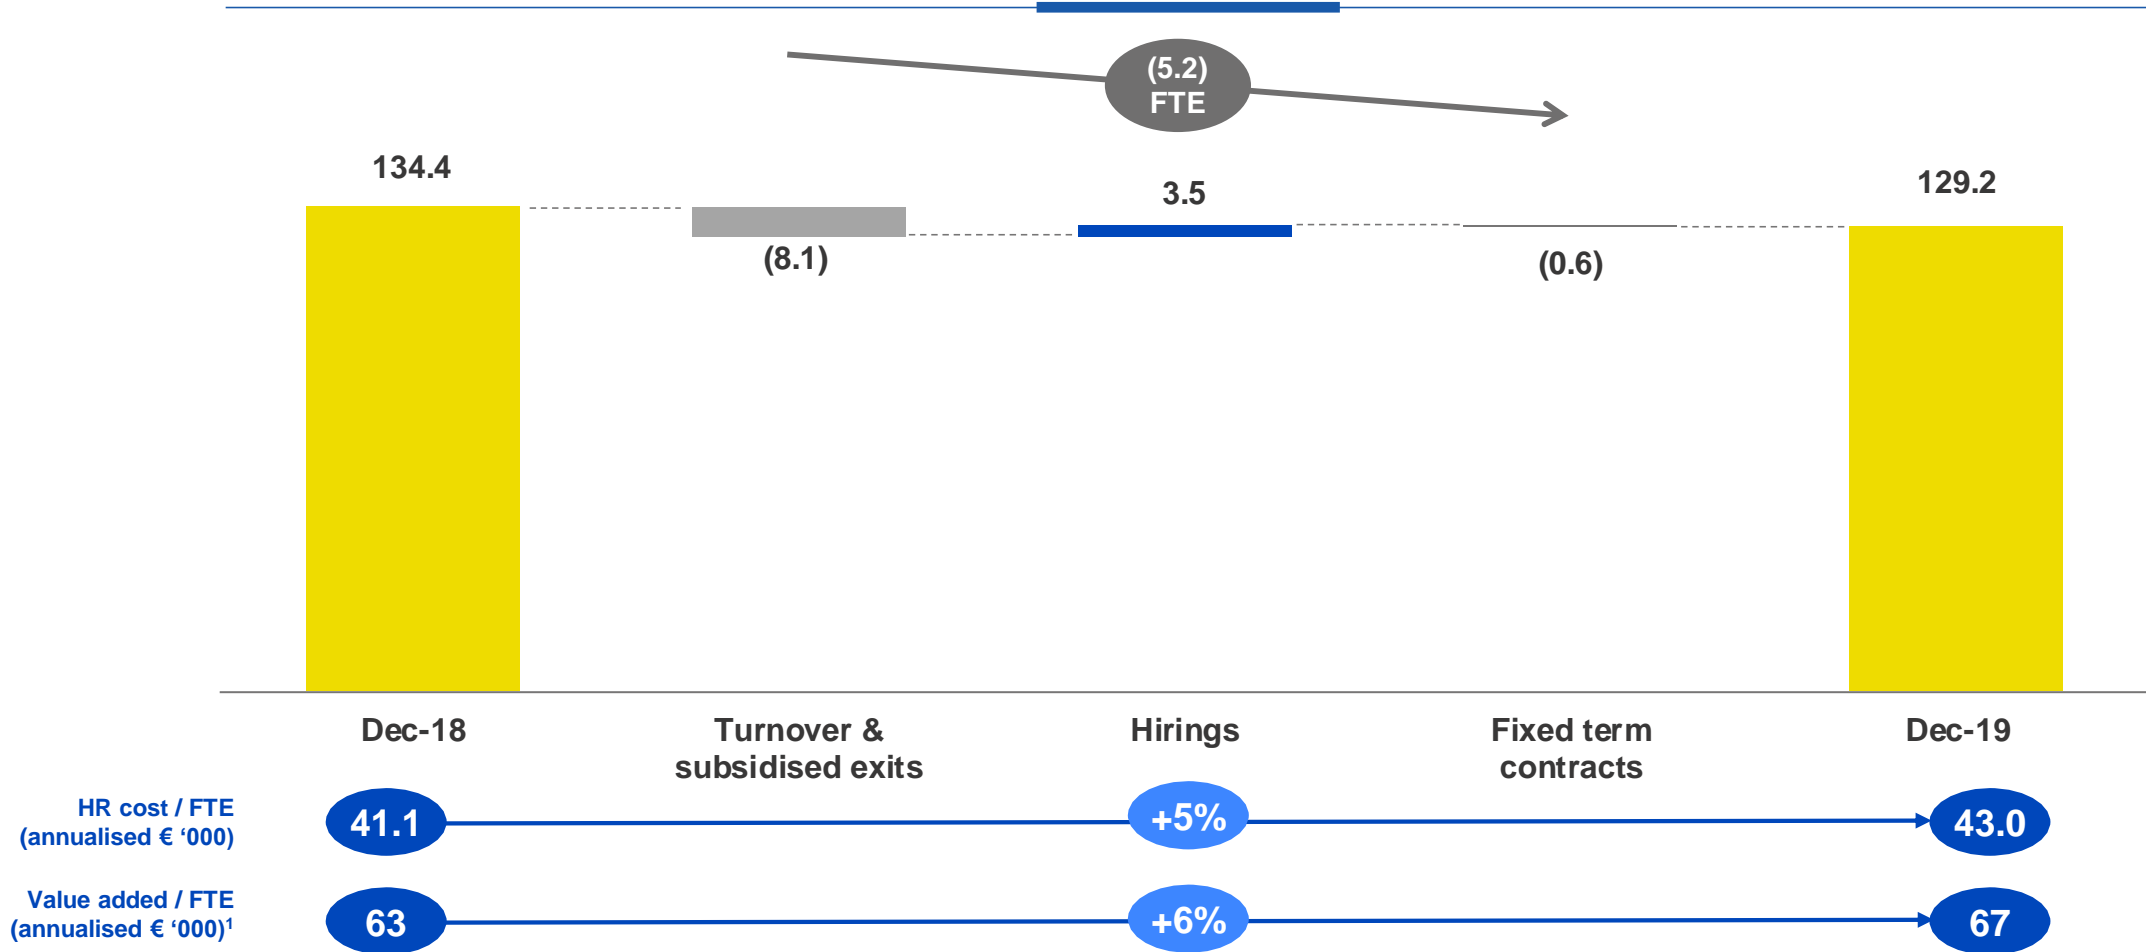 (5.2)
FTE
134.4
(8.1)
3.5
(0.6)
129.2
Dec-18
Turnover &
subsidised exits
Hirings
Fixed term
contracts
Dec-19
HR cost / FTE
(annualised € ‘000)
41.1
+5%
43.0
Value added / FTE
(annualised € ‘000)¹
63
+6%
67